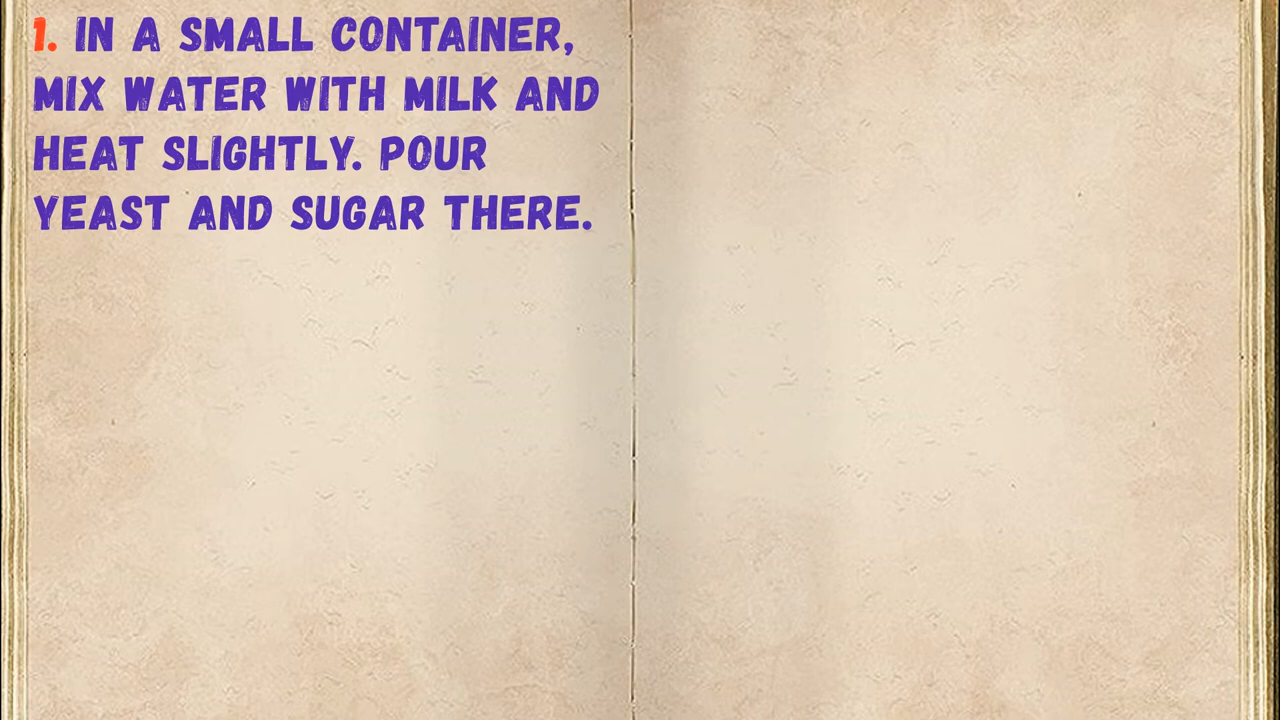 1. IN A SMALL CONTAINER,
MIX WATER WITH MILK AND
HEAT SLIGHTLY. POUR
YEAST AND SUGAR THERE.